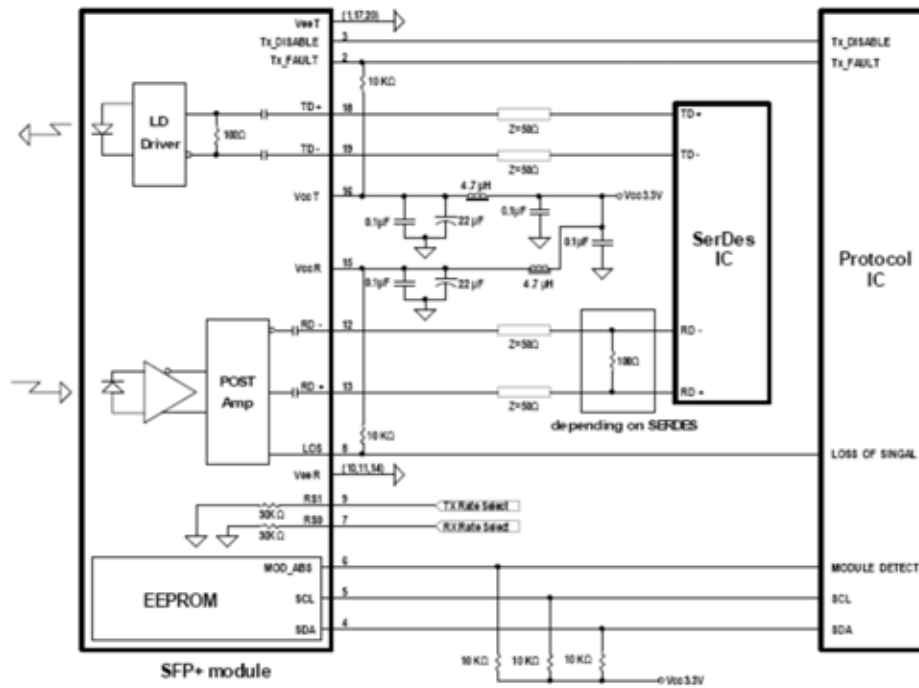 VeeT (1,17,20)
Tx_DISABLE 3 Tx_DISABLE
Tx_FAULT 2 Tx_FAULT
10 KΩ
LD
Driver
100Ω
TD+ 18 TD+
Z=50Ω
TD- 19 TD-
Z=50Ω
VccT 16
4.7 µH
Vcc3.3V
0.1µF
22 µF
0.1µF
0.1µF
SerDes
IC
Protocol
IC
VccR 15
0.1µF
22 µF
4.7 µH
RD - 12 RD -
Z=50Ω
100Ω
POST
Amp
RD + 13 RD +
Z=50Ω
depending on SERDES
10 KΩ
LOS 8 LOSS OF SINGAL
VeeR (10,11,14)
RS1 9 TX Rate Select
30KΩ
RS0 7 RX Rate Select
30KΩ
MOD_ABS 6 MODULE DETECT
EEPROM
SCL 5 SCL
SDA 4 SDA
10 KΩ 10 KΩ 10 KΩ
Vcc3.3V
SFP+ module